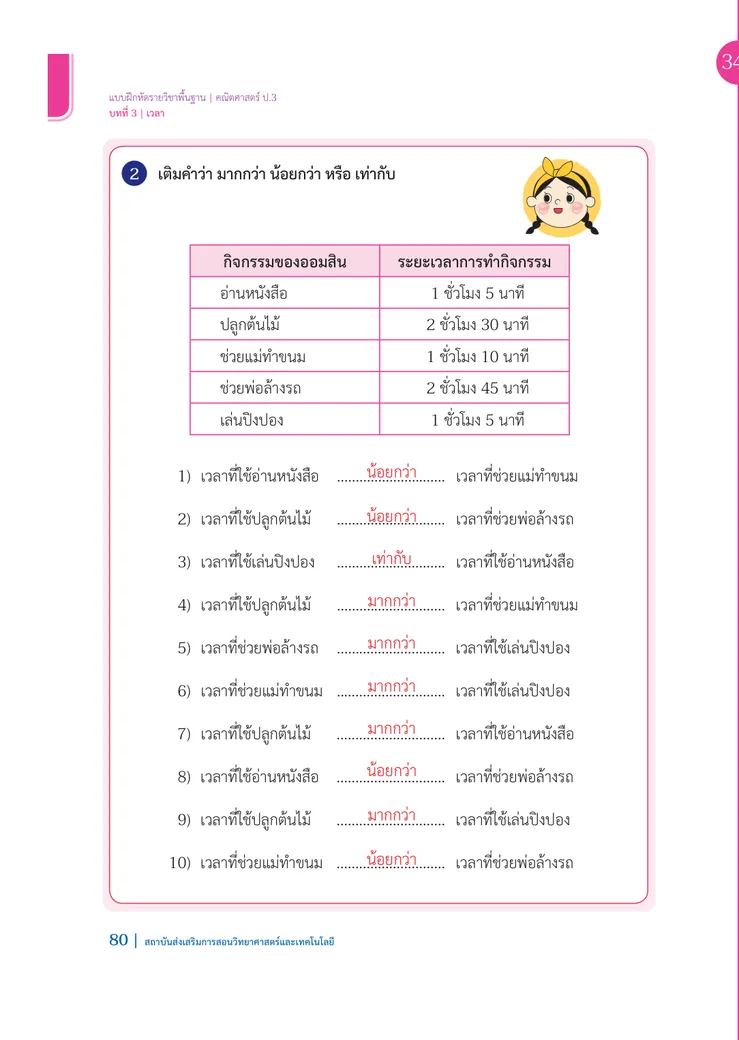 34
แบบฝึกหัดรายวิชาพื้นฐาน | คณิตศาสตร์ ป.3
บทที่ 3 | เวลา
2 เติมคำว่า มากกว่า น้อยกว่า หรือ เท่ากับ
กิจกรรมของออมสิน ระยะเวลาการทำกิจกรรม
อ่านหนังสือ 1 ชั่วโมง 5 นาที
ปลูกต้นไม้ 2 ชั่วโมง 30 นาที
ช่วยแม่ทำขนม 1 ชั่วโมง 10 นาที
ช่วยพ่อล้างรถ 2 ชั่วโมง 45 นาที
เล่นปิงปอง 1 ชั่วโมง 5 นาที
1) เวลาที่ใช้อ่านหนังสือ น้อยกว่า เวลาที่ช่วยแม่ทำขนม
2) เวลาที่ใช้ปลูกต้นไม้ น้อยกว่า เวลาที่ช่วยพ่อล้างรถ
3) เวลาที่ใช้เล่นปิงปอง เท่ากับ เวลาที่ใช้อ่านหนังสือ
4) เวลาที่ใช้ปลูกต้นไม้ มากกว่า เวลาที่ช่วยแม่ทำขนม
5) เวลาที่ช่วยพ่อล้างรถ มากกว่า เวลาที่ใช้เล่นปิงปอง
6) เวลาที่ช่วยแม่ทำขนม มากกว่า เวลาที่ใช้เล่นปิงปอง
7) เวลาที่ใช้ปลูกต้นไม้ มากกว่า เวลาที่ใช้อ่านหนังสือ
8) เวลาที่ใช้อ่านหนังสือ น้อยกว่า เวลาที่ช่วยพ่อล้างรถ
9) เวลาที่ใช้ปลูกต้นไม้ มากกว่า เวลาที่ใช้เล่นปิงปอง
10) เวลาที่ช่วยแม่ทำขนม น้อยกว่า เวลาที่ช่วยพ่อล้างรถ
80 | สถาบันส่งเสริมการสอนวิทยาศาสตร์และเทคโนโลยี